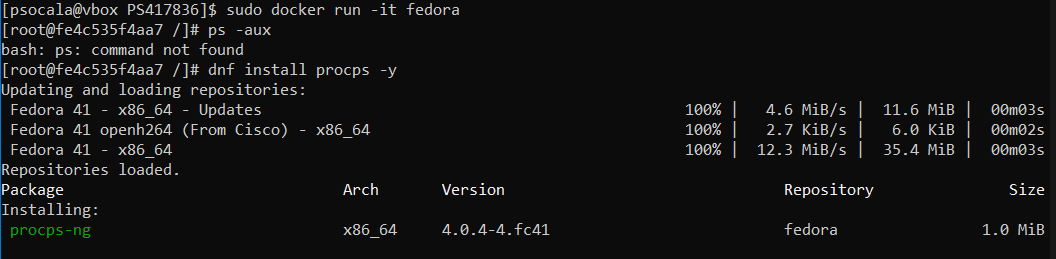 [psocala@vbox PS417836]$ sudo docker run -it fedora
[root@fe4c535f4aa7 /]# ps -aux
bash: ps: command not found
[root@fe4c535f4aa7 /]# dnf install procps -y
Updating and loading repositories:
 Fedora 41 - x86_64 - Updates 100% | 4.6 MiB/s | 11.6 MiB | 00m03s
 Fedora 41 openh264 (From Cisco) - x86_64 100% | 2.7 KiB/s | 6.0 KiB | 00m02s
 Fedora 41 - x86_64 100% | 12.3 MiB/s | 35.4 MiB | 00m03s
Repositories loaded.
Package Arch Version Repository Size
Installing:
 procps-ng x86_64 4.0.4-4.fc41 fedora 1.0 MiB